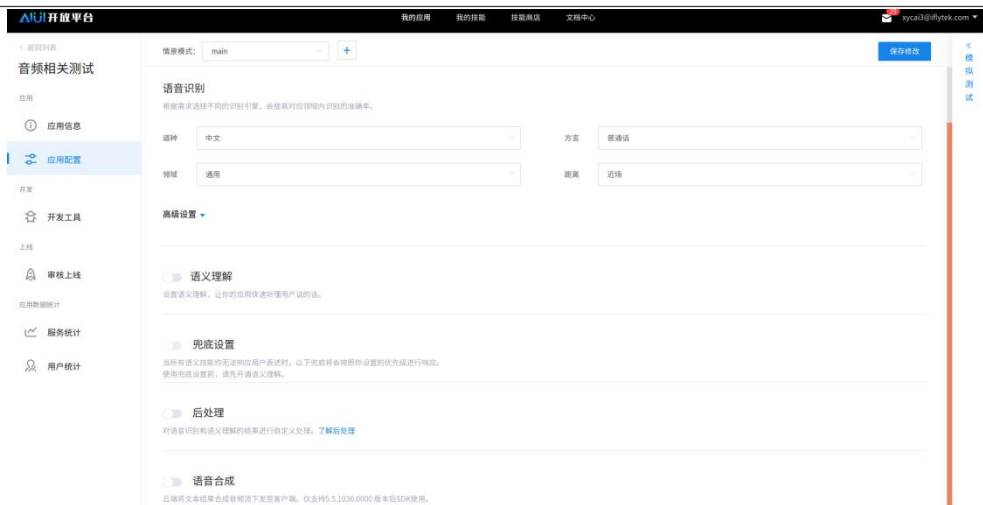 AIUI开放平台
我的应用 我的技能 技能商店 文档中心
xycai3@iflytek.com
< 返回列表
音频相关测试
应用
应用信息
应用配置
开发
开发工具
上线
审核上线
应用数据统计
服务统计
用户统计
情景模式: main +
保存修改
«
模
拟
测
试
语音识别
根据需求选择不同的识别引擎，会提高对应领域内识别的准确率。
语种 中文 方言 普通话
领域 通用 距离 近场
高级设置
语义理解
设置语义理解，让你的应用快速听懂用户说的话。
兜底设置
当所有语义技能均无法响应用户表述时，以下兜底将会按照你设置的优先级进行响应。
使用兜底设置前，请先开通语义理解。
后处理
对语音识别和语义理解的结果进行自定义处理。了解后处理
语音合成
云端将文本结果合成音频流下发至客户端。仅支持5.5.1036.0000 版本后SDK使用。